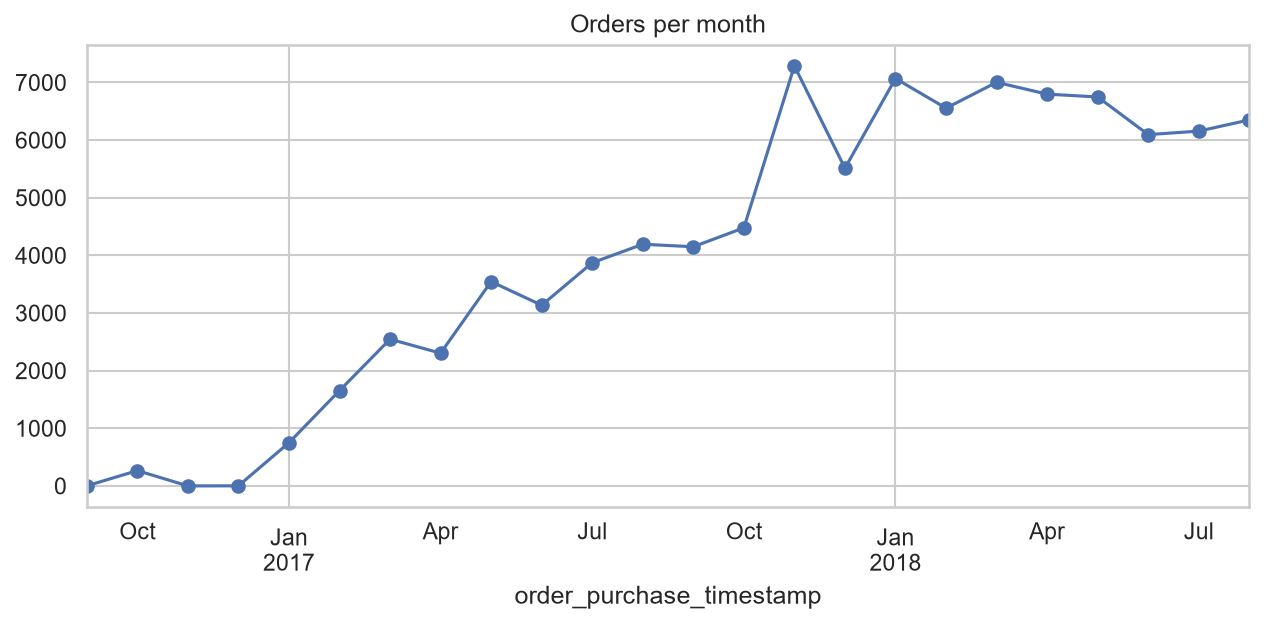 Orders per month
7000
6000
5000
4000
3000
2000
1000
0
Oct
Jan
2017
Apr
Jul
Oct
Jan
2018
Apr
Jul
order_purchase_timestamp